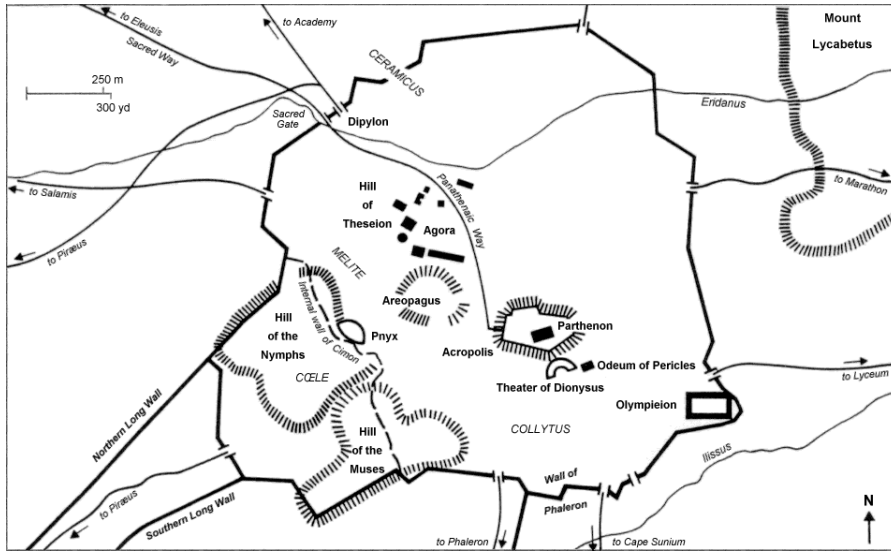 to Eleusis
Sacred Way
to Academy
Mount
Lycabetus
CERAMICUS
250 m
300 yd
Eridanus
Sacred
Gate
Dipylon
to Salamis
to Marathon
Hill
of
Theseion
Agora
Panathenaic Way
to Piræus
MELITE
Areopagus
Internal wall of Cimon
Hill
of the
Nymphs
Pnyx
Parthenon
Acropolis
Odeum of Pericles
Theater of Dionysus
to Lyceum
CŒLE
Olympieion
Northern Long Wall
COLLYTUS
Hill
of the
Muses
Ilissus
to Piræus
Southern Long Wall
Wall of
Phaleron
N
to Phaleron
to Cape Sunium